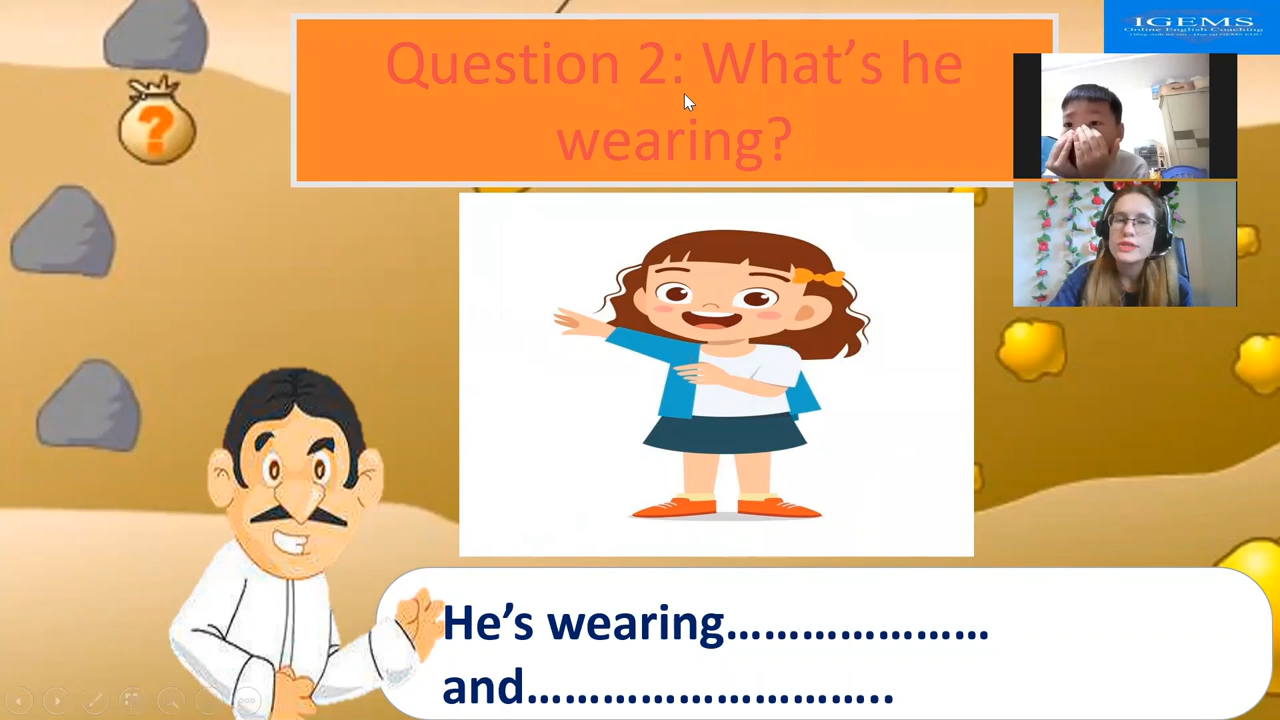 Question 2: What's he
wearing?
IGEMS
Online English Coaching
?
He's wearing…………………
and………………………..